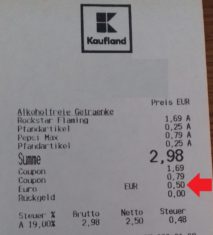 K
Kaufland
Preis EUR
Alkoholfreie Getraenke
Rockstar Flaming 1,69 A
Pfandartikel 0,25 A
Pepsi Max 0,79 A
Pfandartikel 0,25 A
Summe 2,98
Coupon 1,69
Coupon 0,79
Euro EUR 0,50
Rückgeld 0,00
Steuer % Brutto Netto Steuer
A 19,00% 2,98 2,50 0,48